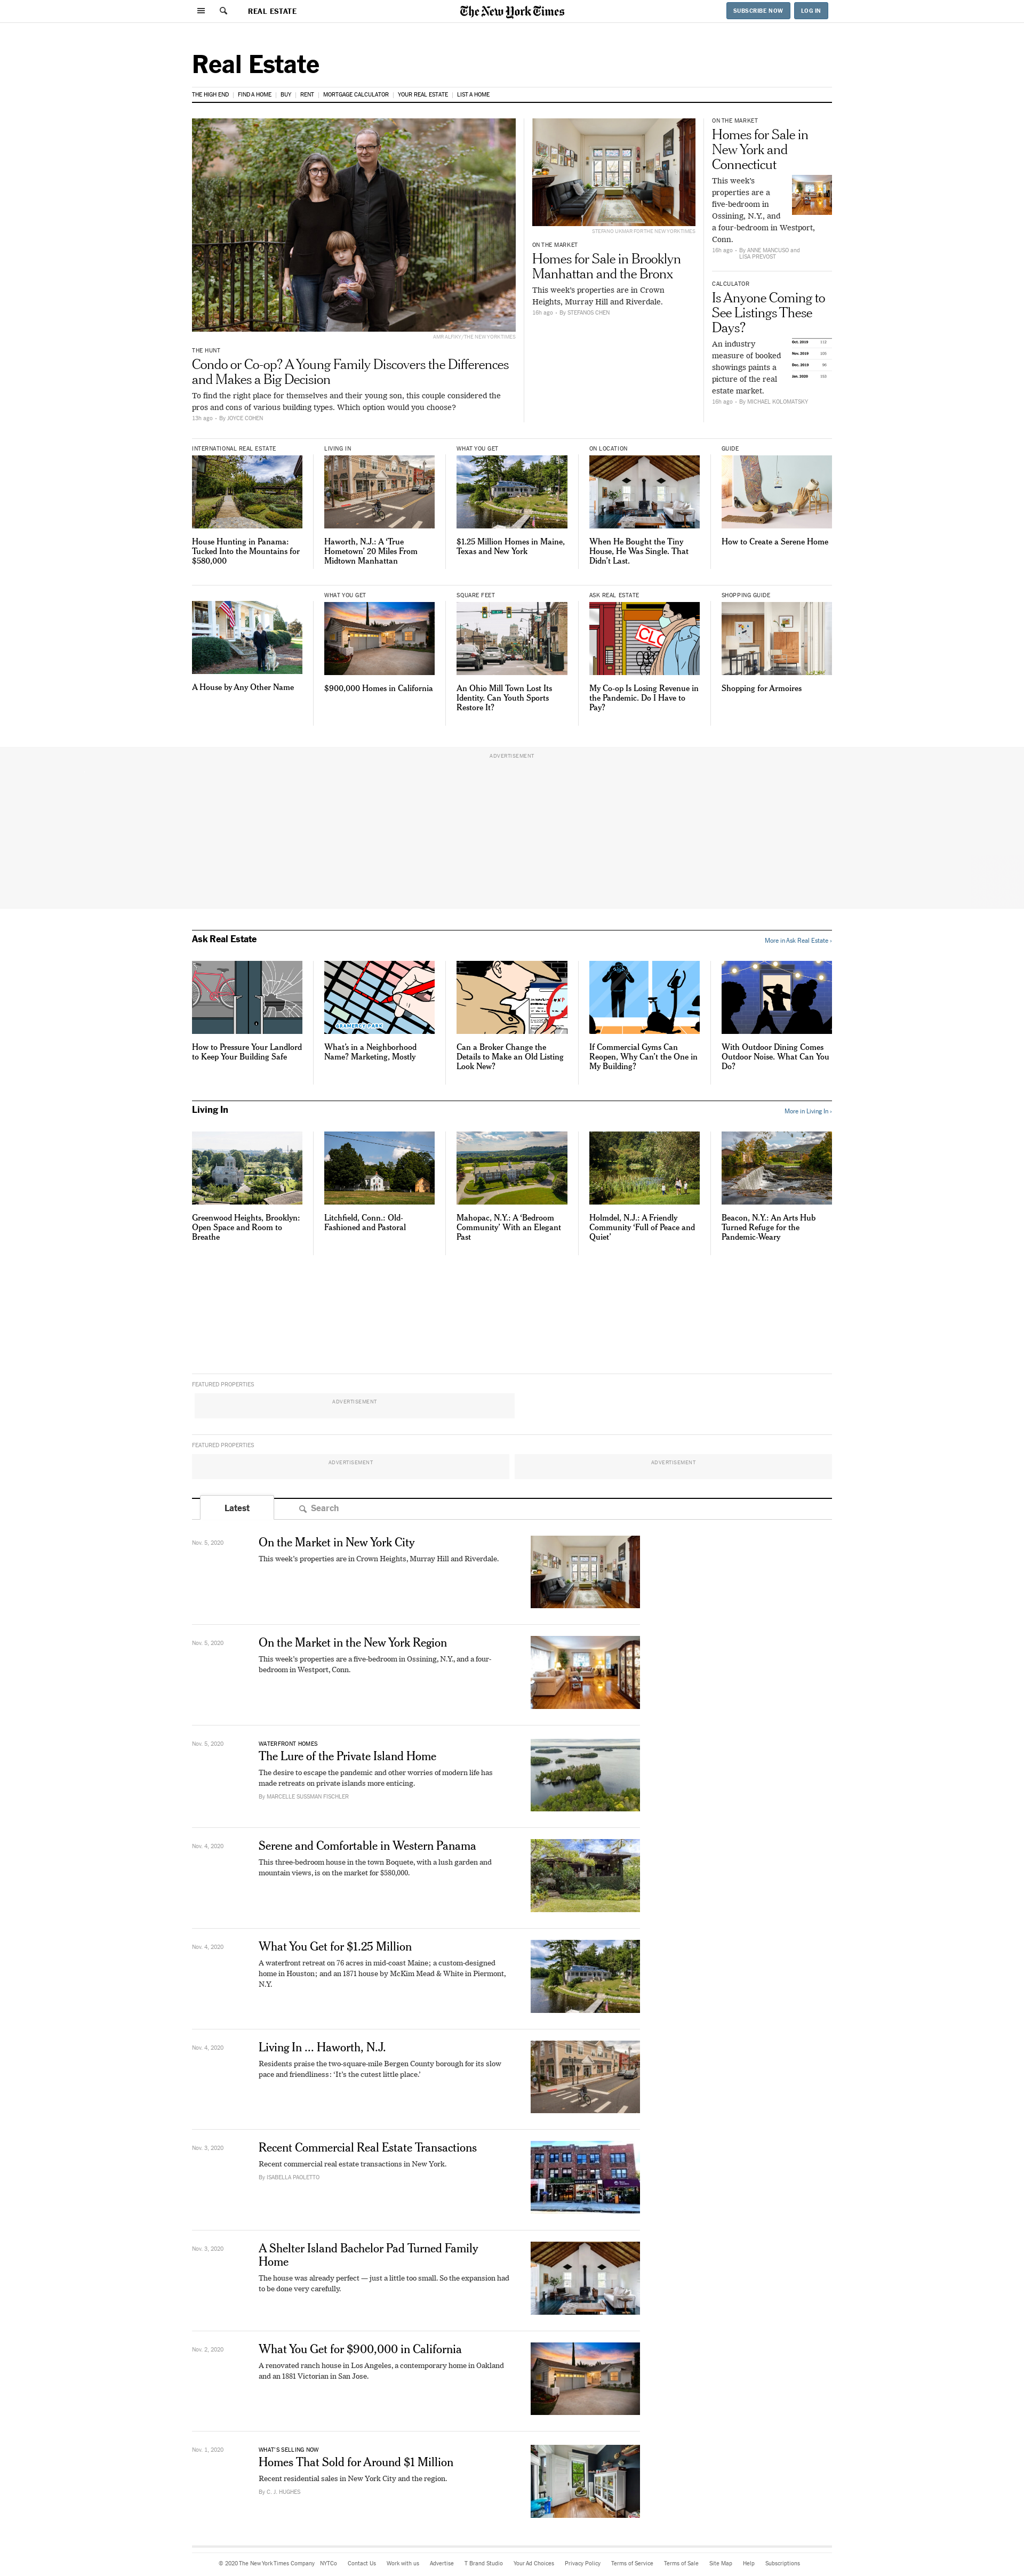 REAL ESTATE
The New York Times
SUBSCRIBE NOW
LOG IN
Real Estate
THE HIGH END
FIND A HOME
BUY
RENT
MORTGAGE CALCULATOR
YOUR REAL ESTATE
LIST A HOME
AMR ALFIKY / THE NEW YORK TIMES
THE HUNT
Condo or Co-op? A Young Family Discovers the Differences
and Makes a Big Decision
To find the right place for themselves and their young son, this couple considered the
pros and cons of various building types. Which option would you choose?
13h ago – By JOYCE COHEN
STEFANO UKMAR FOR THE NEW YORK TIMES
ON THE MARKET
Homes for Sale in Brooklyn
Manhattan and the Bronx
This week's properties are in Crown
Heights, Murray Hill and Riverdale.
16h ago – By STEFANOS CHEN
ON THE MARKET
Homes for Sale in
New York and
Connecticut
This week's
properties are a
five-bedroom in
Ossining, N.Y., and
a four-bedroom in Westport,
Conn.
16h ago – By ANNE MANCUSO and
LISA PREVOST
CALCULATOR
Is Anyone Coming to
See Listings These
Days?
An industry
measure of booked
showings paints a
picture of the real
estate market.
16h ago – By MICHAEL KOLOMATSKY
INTERNATIONAL REAL ESTATE
House Hunting in Panama:
Tucked Into the Mountains for
$580,000
LIVING IN
Haworth, N.J.: A ‘True
Hometown’ 20 Miles From
Midtown Manhattan
WHAT YOU GET
$1.25 Million Homes in Maine,
Texas and New York
ON LOCATION
When He Bought the Tiny
House, He Was Single. That
Didn't Last.
GUIDE
How to Create a Serene Home
A House by Any Other Name
WHAT YOU GET
$900,000 Homes in California
SQUARE FEET
An Ohio Mill Town Lost Its
Identity. Can Youth Sports
Restore It?
ASK REAL ESTATE
CLO
My Co-op Is Losing Revenue in
the Pandemic. Do I Have to
Pay?
SHOPPING GUIDE
Shopping for Armoires
ADVERTISEMENT
Ask Real Estate
More in Ask Real Estate ›
How to Pressure Your Landlord
to Keep Your Building Safe
GRAMERCY PARK
What's in a Neighborhood
Name? Marketing, Mostly
Can a Broker Change the
Details to Make an Old Listing
Look New?
If Commercial Gyms Can
Reopen, Why Can't the One in
My Building?
With Outdoor Dining Comes
Outdoor Noise. What Can You
Do?
Living In
More in Living In ›
Greenwood Heights, Brooklyn:
Open Space and Room to
Breathe
Litchfield, Conn.: Old-
Fashioned and Pastoral
Mahopac, N.Y.: A ‘Bedroom
Community’ With an Elegant
Past
Holmdel, N.J.: A Friendly
Community ‘Full of Peace and
Quiet’
Beacon, N.Y.: An Arts Hub
Turned Refuge for the
Pandemic-Weary
FEATURED PROPERTIES
ADVERTISEMENT
FEATURED PROPERTIES
ADVERTISEMENT
ADVERTISEMENT
Latest
Search
Nov. 5, 2020
On the Market in New York City
This week's properties are in Crown Heights, Murray Hill and Riverdale.
Nov. 5, 2020
On the Market in the New York Region
This week's properties are a five-bedroom in Ossining, N.Y., and a four-
bedroom in Westport, Conn.
Nov. 5, 2020
WATERFRONT HOMES
The Lure of the Private Island Home
The desire to escape the pandemic and other worries of modern life has
made retreats on private islands more enticing.
By MARCELLE SUSSMAN FISCHLER
Nov. 4, 2020
Serene and Comfortable in Western Panama
This three-bedroom house in the town Boquete, with a lush garden and
mountain views, is on the market for $580,000.
Nov. 4, 2020
What You Get for $1.25 Million
A waterfront retreat on 76 acres in mid-coast Maine; a custom-designed
home in Houston; and an 1871 house by McKim Mead & White in Piermont,
N.Y.
Nov. 4, 2020
Living In ... Haworth, N.J.
Residents praise the two-square-mile Bergen County borough for its slow
pace and friendliness: ‘It's the cutest little place.’
Nov. 3, 2020
Recent Commercial Real Estate Transactions
Recent commercial real estate transactions in New York.
By ISABELLA PAOLETTO
Nov. 3, 2020
A Shelter Island Bachelor Pad Turned Family
Home
The house was already perfect — just a little too small. So the expansion had
to be done very carefully.
Nov. 2, 2020
What You Get for $900,000 in California
A renovated ranch house in Los Angeles, a contemporary home in Oakland
and an 1881 Victorian in San Jose.
Nov. 1, 2020
WHAT'S SELLING NOW
Homes That Sold for Around $1 Million
Recent residential sales in New York City and the region.
By C. J. HUGHES
© 2020 The New York Times Company
NYTCo
Contact Us
Work with us
Advertise
T Brand Studio
Your Ad Choices
Privacy Policy
Terms of Service
Terms of Sale
Site Map
Help
Subscriptions